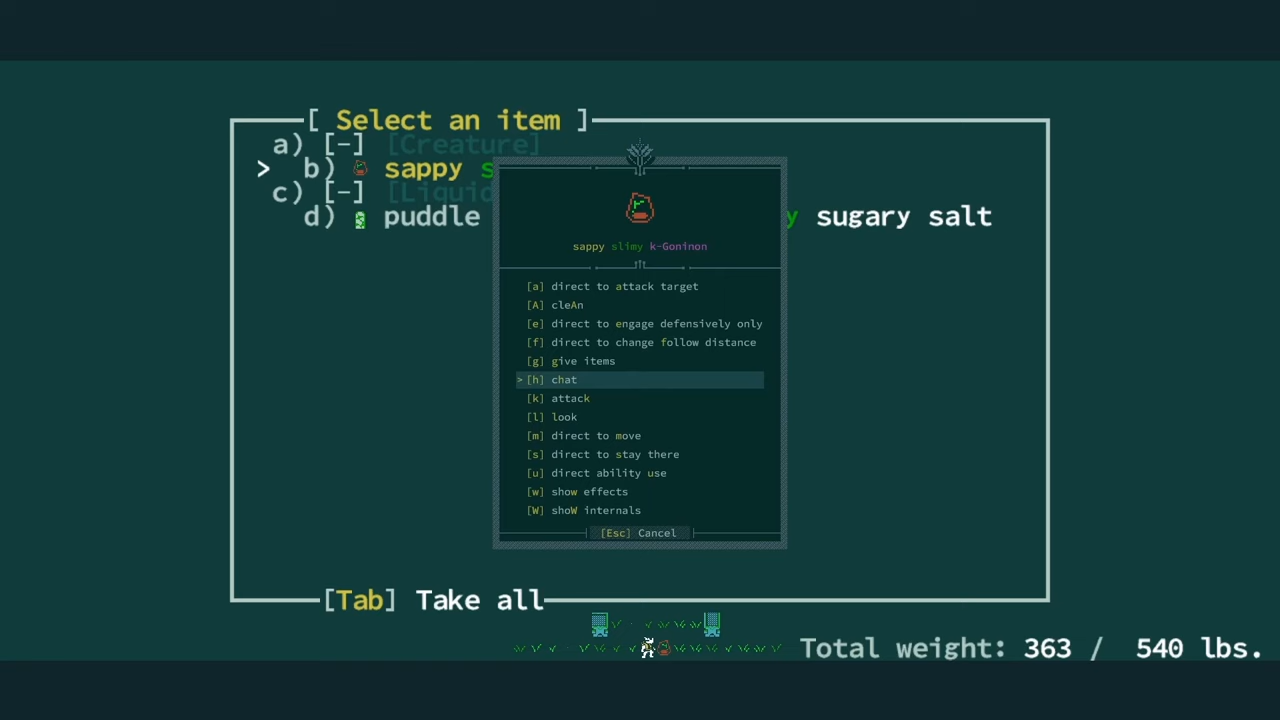 [ Select an item ]
a) [-] [Creature]
> b) sappy s
c) [-] [Liquid
d) puddle y sugary salt
sappy slimy k-Goninon
[a] direct to attack target
[A] cleAn
[e] direct to engage defensively only
[f] direct to change follow distance
[g] give items
>[h] chat
[k] attack
[l] look
[m] direct to move
[s] direct to stay there
[u] direct ability use
[w] show effects
[W] shoW internals
[Esc] Cancel
[Tab] Take all
Total weight: 363 / 540 lbs.